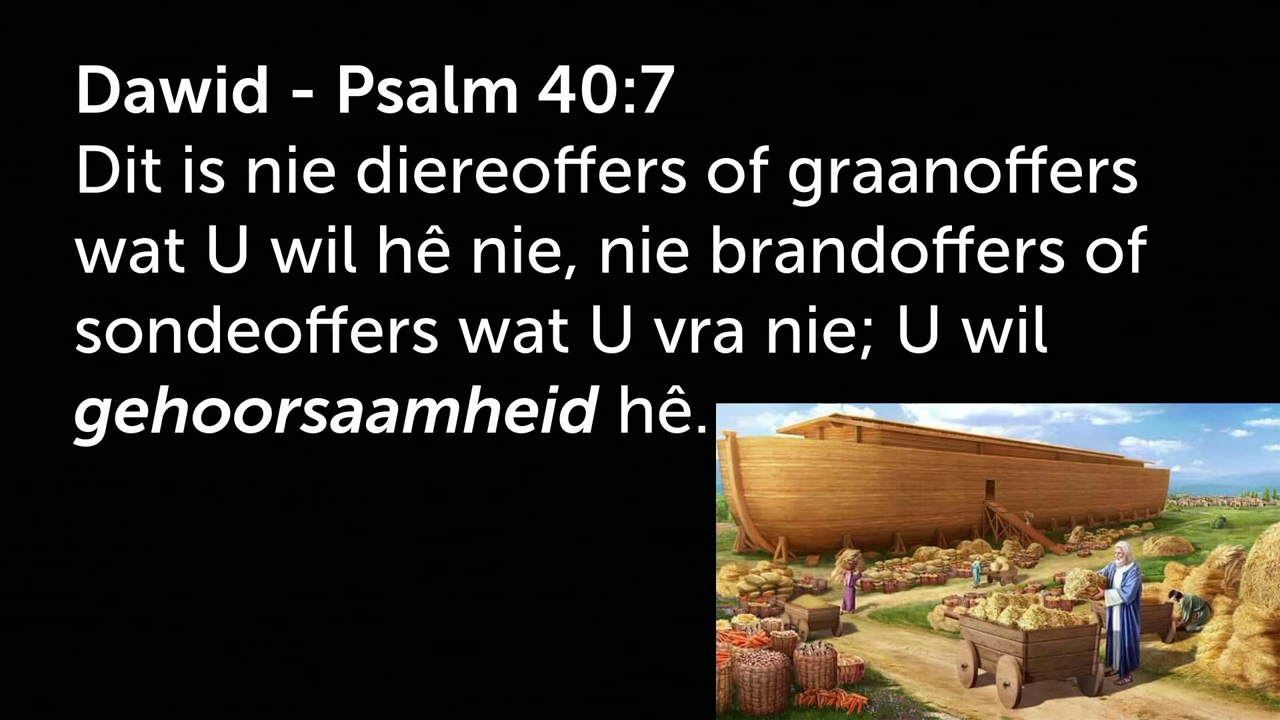 Dawid - Psalm 40:7
Dit is nie diereoffers of graanoffers
wat U wil hê nie, nie brandoffers of
sondeoffers wat U vra nie; U wil
gehoorsaamheid hê.